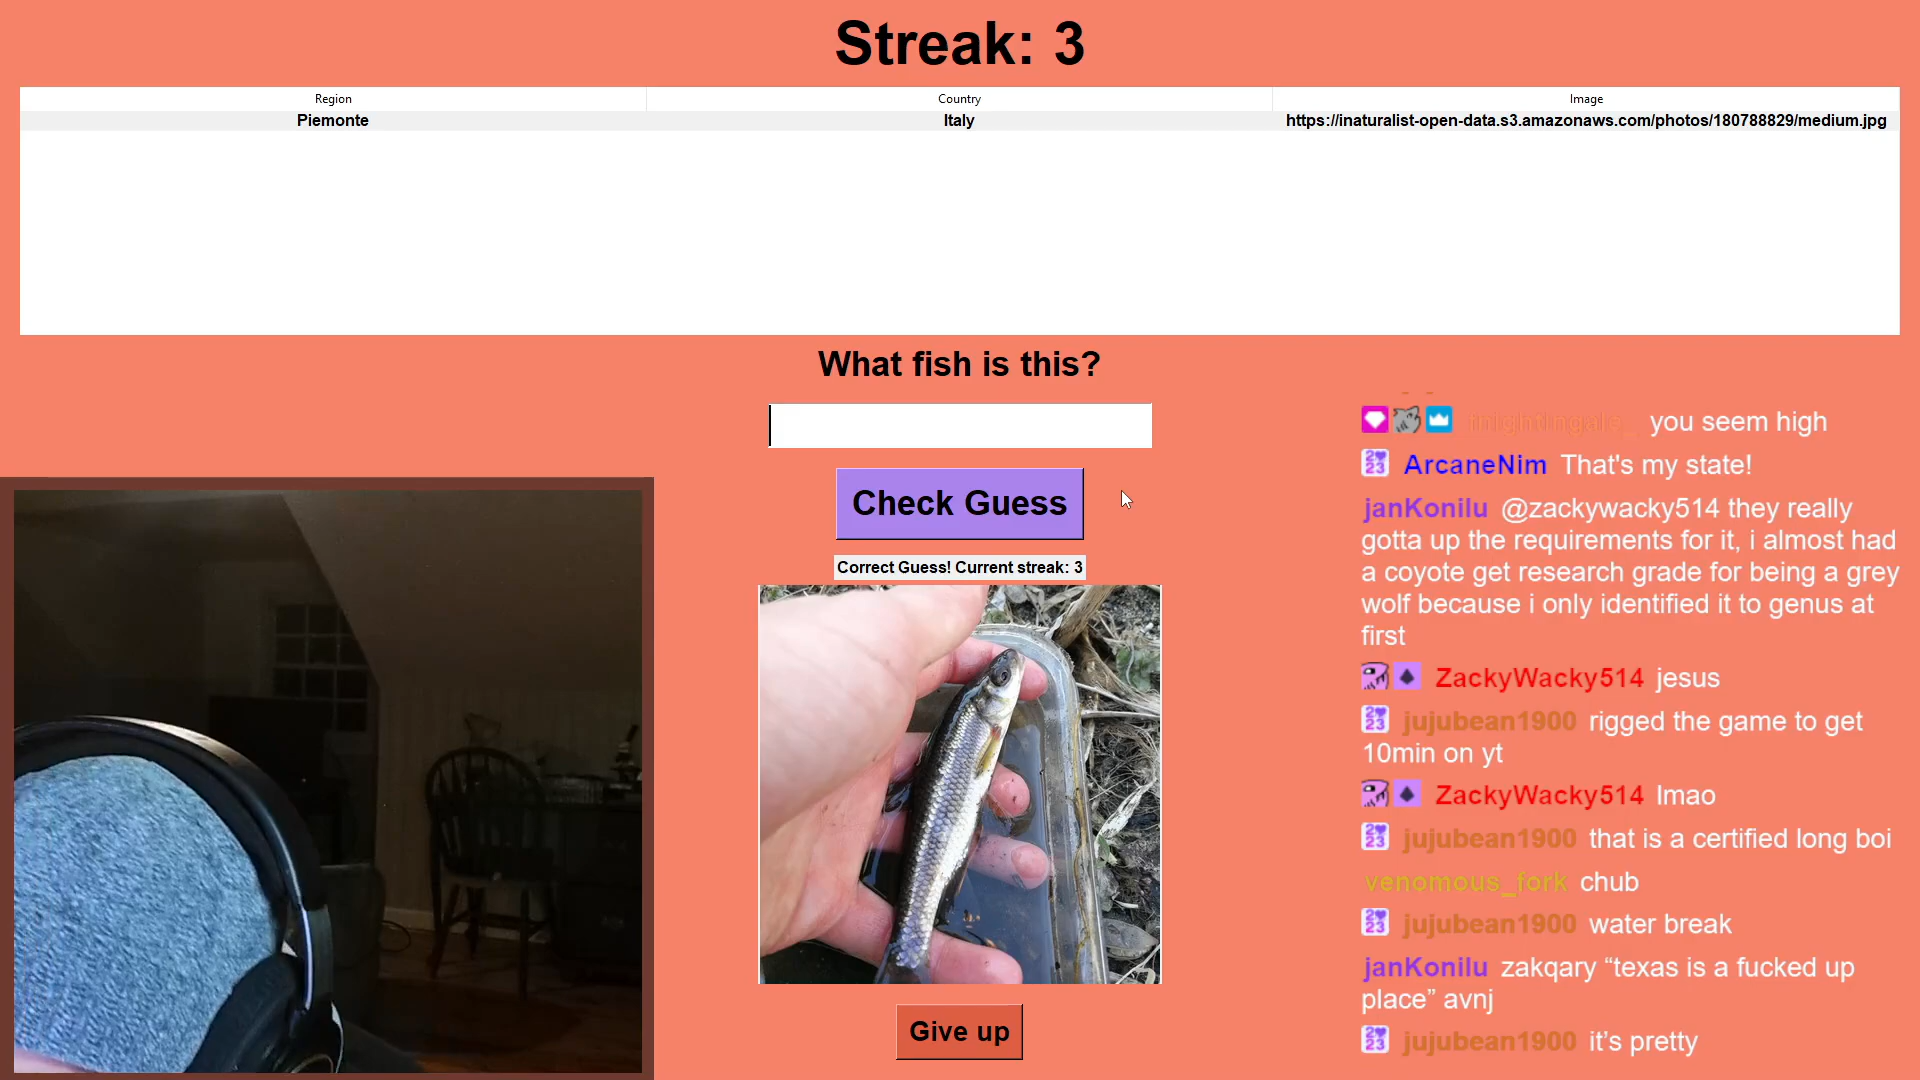 Streak: 3
Region Country Image
Piemonte Italy https://inaturalist-open-data.s3.amazonaws.com/photos/180788829/medium.jpg
What fish is this?
Check Guess
Correct Guess! Current streak: 3
Give up
you seem high
ArcaneNim That's my state!
janKonilu @zackywacky514 they really
gotta up the requirements for it, i almost had
a coyote get research grade for being a grey
wolf because i only identified it to genus at
first
ZackyWacky514 jesus
jujubean1900 rigged the game to get
10min on yt
ZackyWacky514 lmao
jujubean1900 that is a certified long boi
venomous_fork chub
jujubean1900 water break
janKonilu zakqary “texas is a fucked up
place” avnj
jujubean1900 it’s pretty